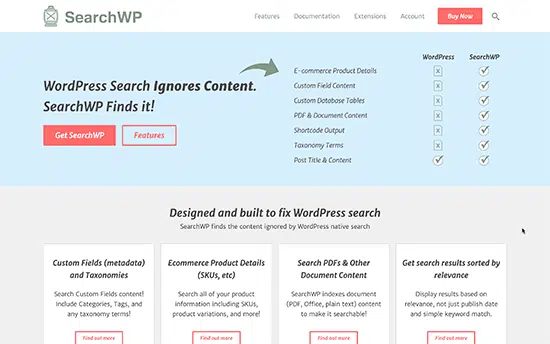 SearchWP
Features Documentation Extensions Account Buy Now
WordPress SearchWP
E-commerce Product Details
Custom Field Content
Custom Database Tables
PDF & Document Content
Shortcode Output
Taxonomy Terms
Post Title & Content
WordPress Search Ignores Content.
SearchWP Finds it!
Get SearchWP Features
Designed and built to fix WordPress search
SearchWP finds the content ignored by WordPress native search
Custom Fields (metadata)
and Taxonomies
Search Custom Fields content!
Include Categories, Tags, and
any taxonomy terms!
Find out more
Ecommerce Product Details
(SKUs, etc)
Search all of your product
information including SKUs,
product variations, and more!
Find out more
Search PDFs & Other
Document Content
SearchWP indexes document
(PDF, Office, plain text) content
to make it searchable!
Find out more
Get search results sorted by
relevance
Display results based on
relevance, not just publish date
and simple keyword match.
Find out more